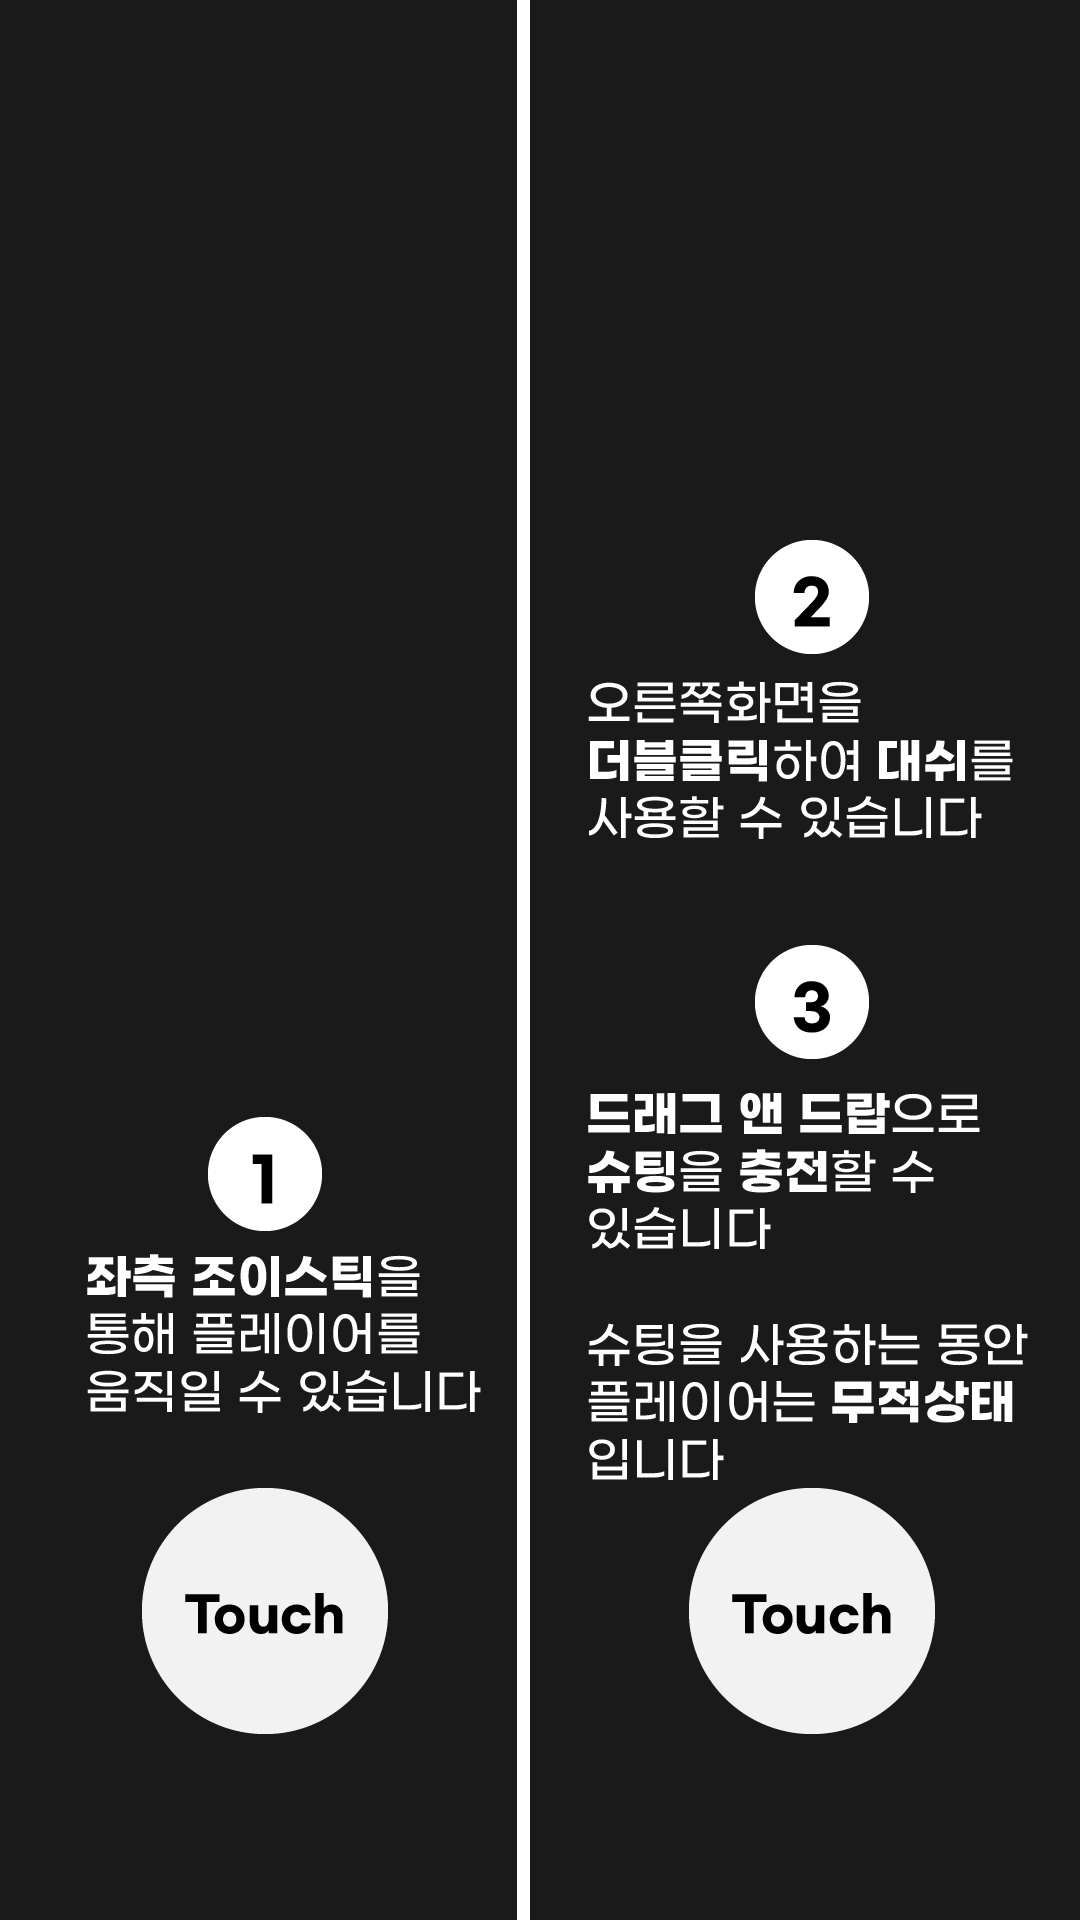 1
좌측 조이스틱을
통해 플레이어를
움직일 수 있습니다
Touch
2
오른쪽화면을
더블클릭하여 대쉬를
사용할 수 있습니다
3
드래그 앤 드랍으로
슈팅을 충전할 수
있습니다
슈팅을 사용하는 동안
플레이어는 무적상태
입니다
Touch